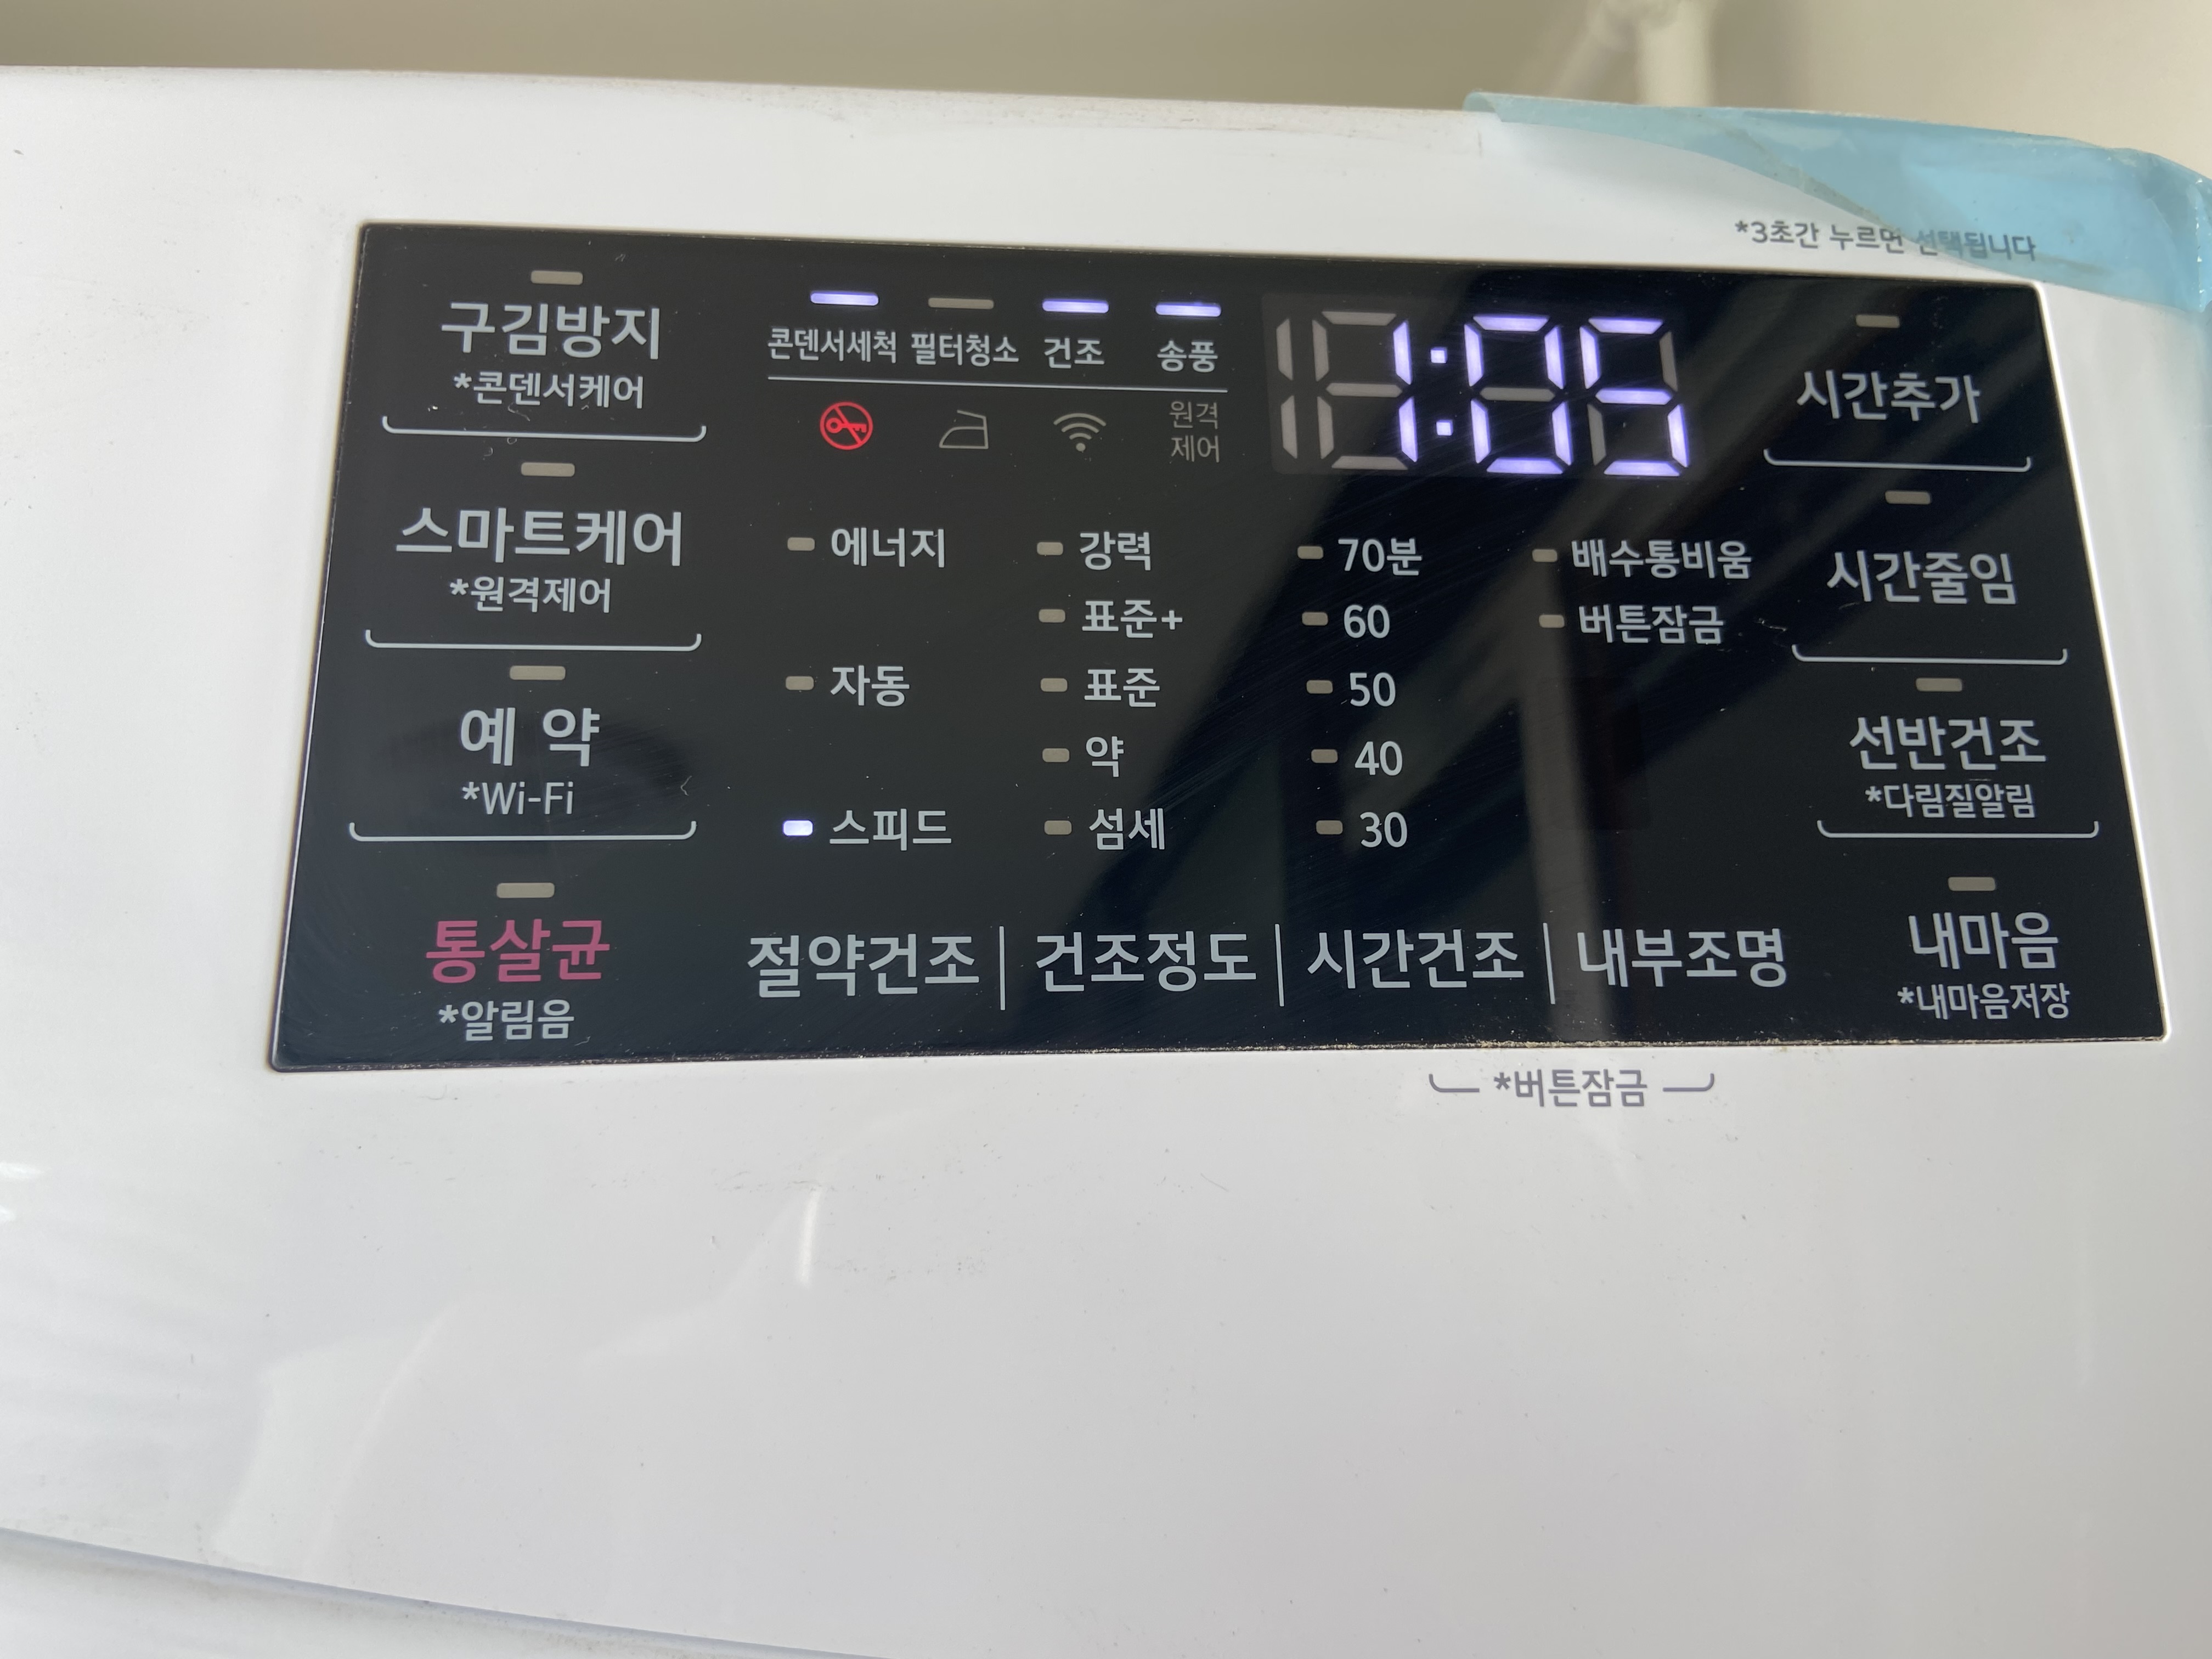 *3초간 누르면 선택됩니다
구김방지
*콘덴서케어
스마트케어
*원격제어
예 약
*Wi-Fi
통살균
*알림음
콘덴서세척 필터청소 건조 송풍
원격
제어
1:05
에너지 강력 70분 배수통비움
표준+ 60 버튼잠금
자동 표준 50
약 40
스피드 섬세 30
절약건조 건조정도 시간건조 내부조명
시간추가
시간줄임
선반건조
*다림질알림
내마음
*내마음저장
*버튼잠금